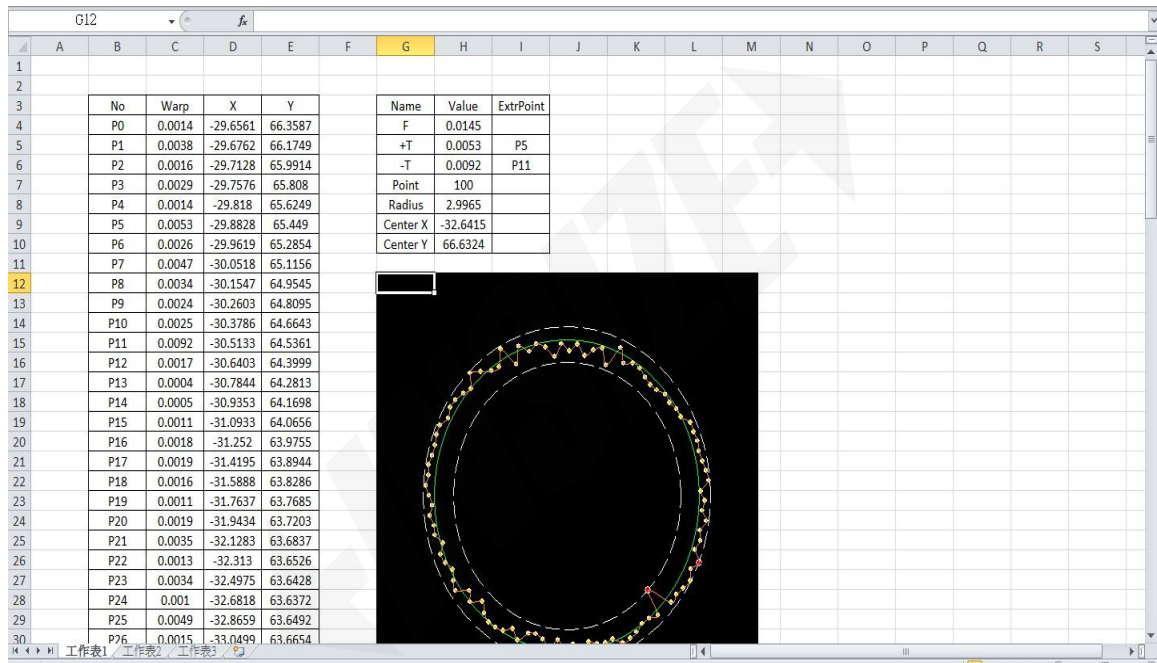 G12 fx
A B C D E F G H I J K L M N O P Q R S
1
2
3 No Warp X Y Name Value ExtrPoint
4 P0 0.0014 -29.6561 66.3587 F 0.0145
5 P1 0.0038 -29.6762 66.1749 +T 0.0053 P5
6 P2 0.0016 -29.7128 65.9914 -T 0.0092 P11
7 P3 0.0029 -29.7576 65.808 Point 100
8 P4 0.0014 -29.818 65.6249 Radius 2.9965
9 P5 0.0053 -29.8828 65.449 Center X -32.6415
10 P6 0.0026 -29.9619 65.2854 Center Y 66.6324
11 P7 0.0047 -30.0518 65.1156
12 P8 0.0034 -30.1547 64.9545
13 P9 0.0024 -30.2603 64.8095
14 P10 0.0025 -30.3786 64.6643
15 P11 0.0092 -30.5133 64.5361
16 P12 0.0017 -30.6403 64.3999
17 P13 0.0004 -30.7844 64.2813
18 P14 0.0005 -30.9353 64.1698
19 P15 0.0011 -31.0933 64.0656
20 P16 0.0018 -31.252 63.9755
21 P17 0.0019 -31.4195 63.8944
22 P18 0.0016 -31.5888 63.8286
23 P19 0.0011 -31.7637 63.7685
24 P20 0.0019 -31.9434 63.7203
25 P21 0.0035 -32.1283 63.6837
26 P22 0.0013 -32.313 63.6526
27 P23 0.0034 -32.4975 63.6428
28 P24 0.001 -32.6818 63.6372
29 P25 0.0049 -32.8659 63.6492
30 P26 0.0015 -33.0499 63.6654
工作表1 工作表2 工作表3